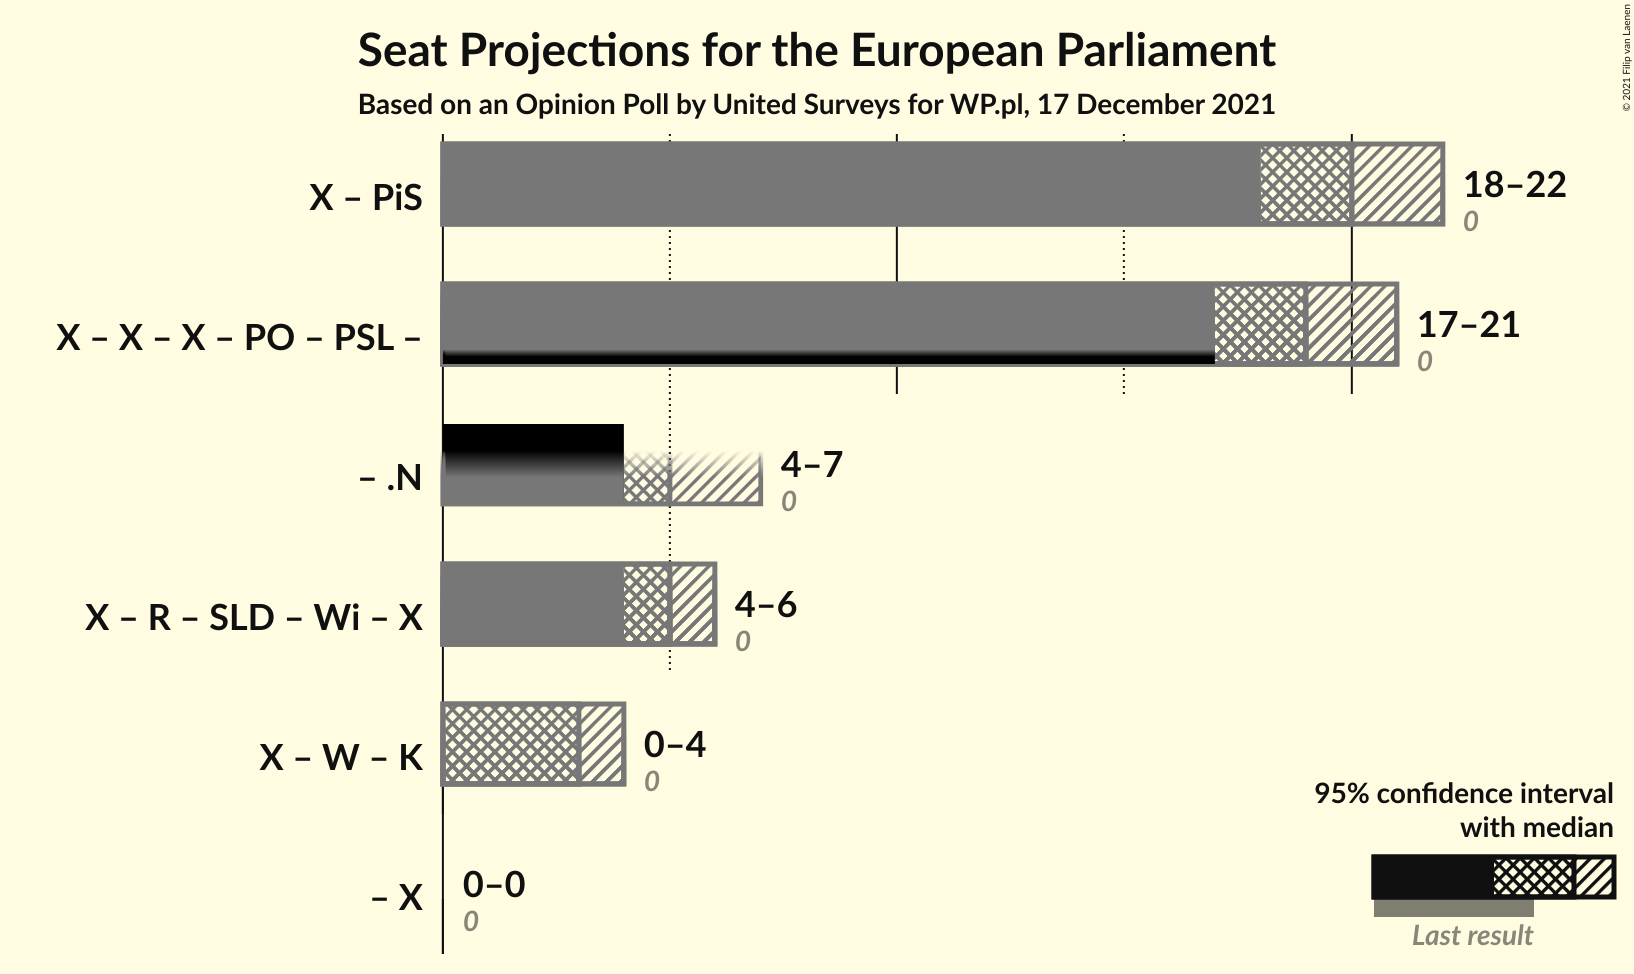 Seat Projections for the European Parliament
Based on an Opinion Poll by United Surveys for WP.pl, 17 December 2021
© 2021 Filip van Laenen
X – PiS
18–22
0
X – X – X – PO – PSL –
17–21
0
– .N
4–7
0
X – R – SLD – Wi – X
4–6
0
X – W – K
0–4
0
– X
0–0
0
95% confidence interval
with median
Last result